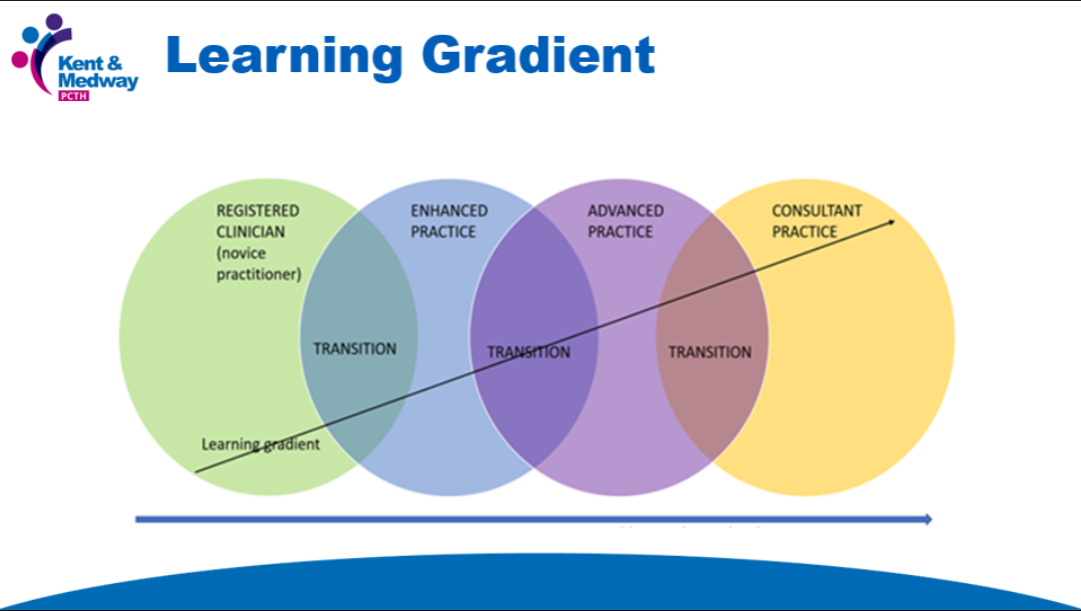 Kent &
Medway
PCTH
Learning Gradient
REGISTERED
CLINICIAN
(novice
practitioner)
ENHANCED
PRACTICE
ADVANCED
PRACTICE
CONSULTANT
PRACTICE
TRANSITION
TRANSITION
TRANSITION
Learning gradient